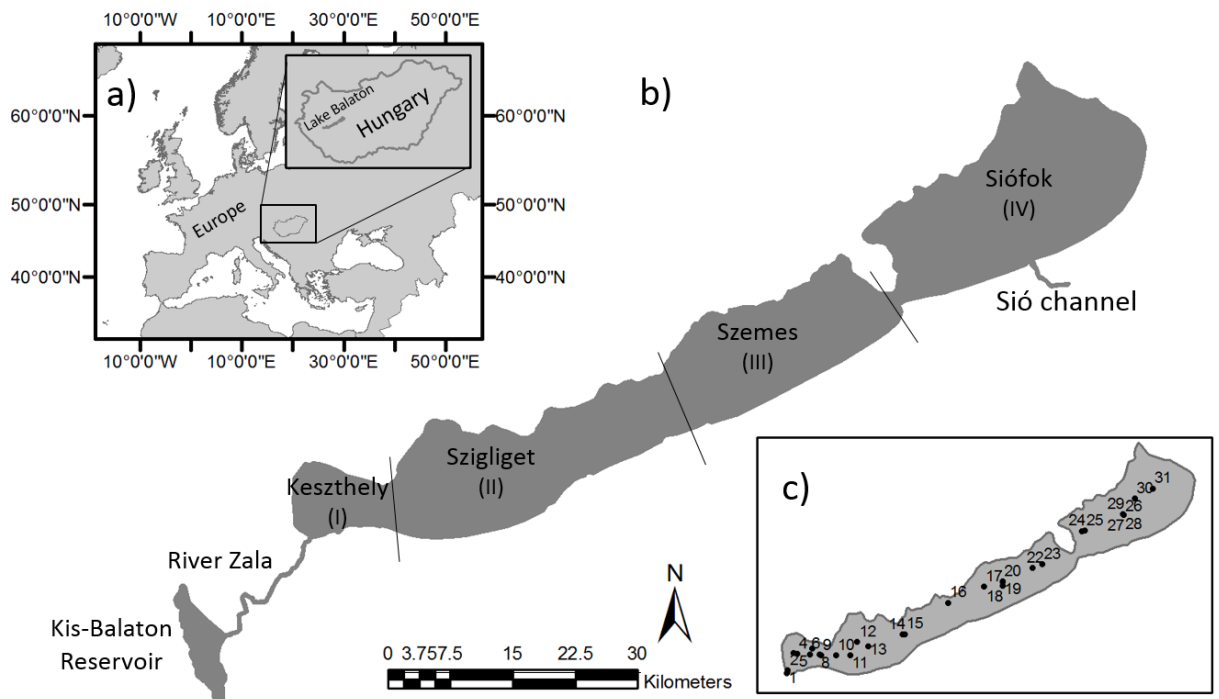 10°0'0"W 10°0'0"E 30°0'0"E 50°0'0"E
a)
60°0'0"N
50°0'0"N
40°0'0"N
Lake Balaton
Hungary
Europe
60°0'0"N
50°0'0"N
40°0'0"N
10°0'0"W 10°0'0"E 30°0'0"E 50°0'0"E
b)
Siófok
(IV)
Sió channel
Szemes
(III)
Szigliget
(II)
Keszthely
(I)
River Zala
Kis-Balaton
Reservoir
N
0 3.75 7.5 15 22.5 30
Kilometers
c)
31
30
29 26
27 28
24 25
22 23
20
17
18 19
16
14 15
12
13
10
11
9
8
4 6
25
1